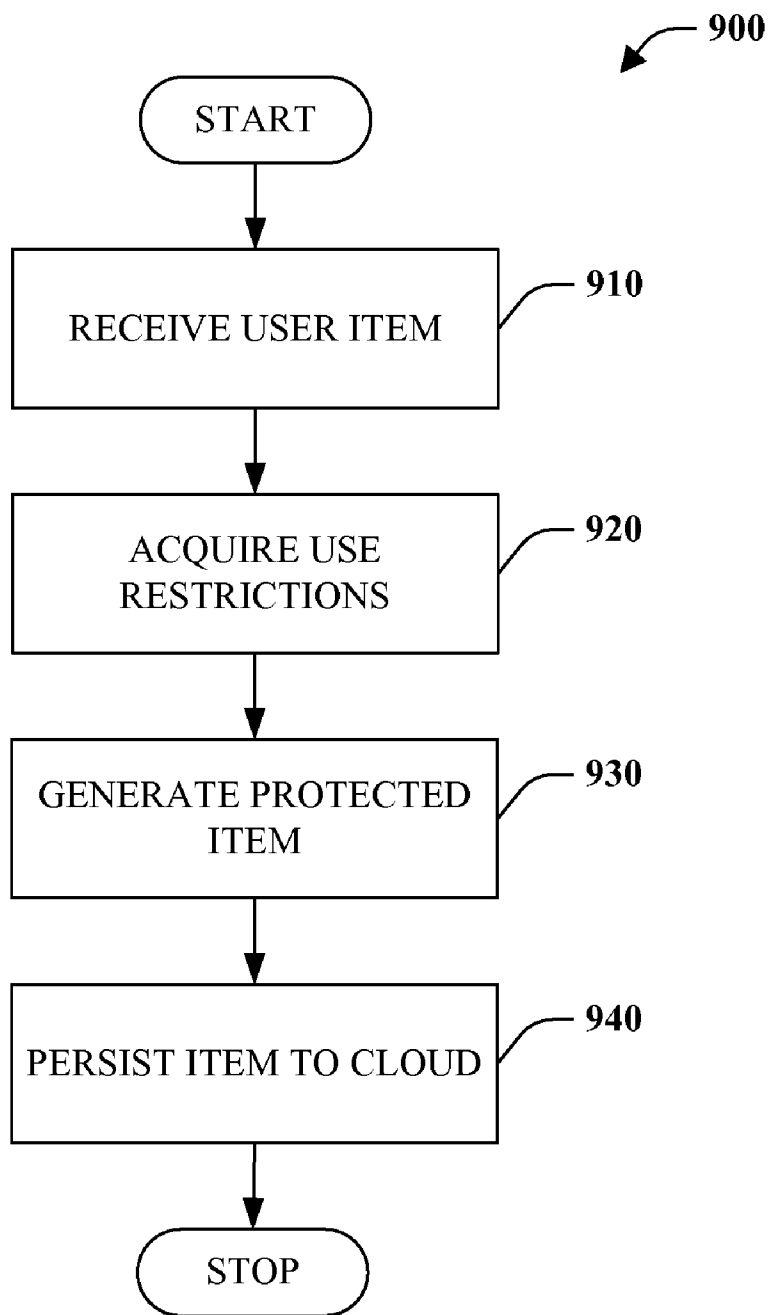 900
START
RECEIVE USER ITEM
910
ACQUIRE USE
RESTRICTIONS
920
GENERATE PROTECTED
ITEM
930
PERSIST ITEM TO CLOUD
940
STOP